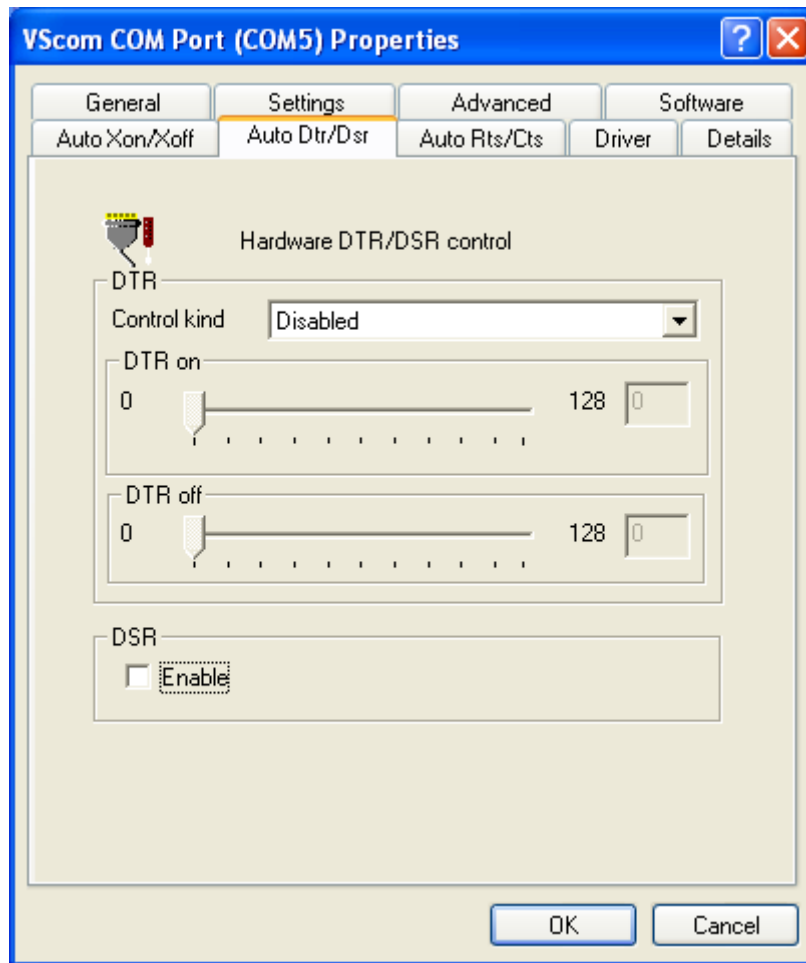 VScom COM Port (COM5) Properties
General Settings Advanced Software
Auto Xon/Xoff Auto Dtr/Dsr Auto Rts/Cts Driver Details
Hardware DTR/DSR control
DTR
Control kind Disabled
DTR on
0 128 0
DTR off
0 128 0
DSR
Enable
OK Cancel